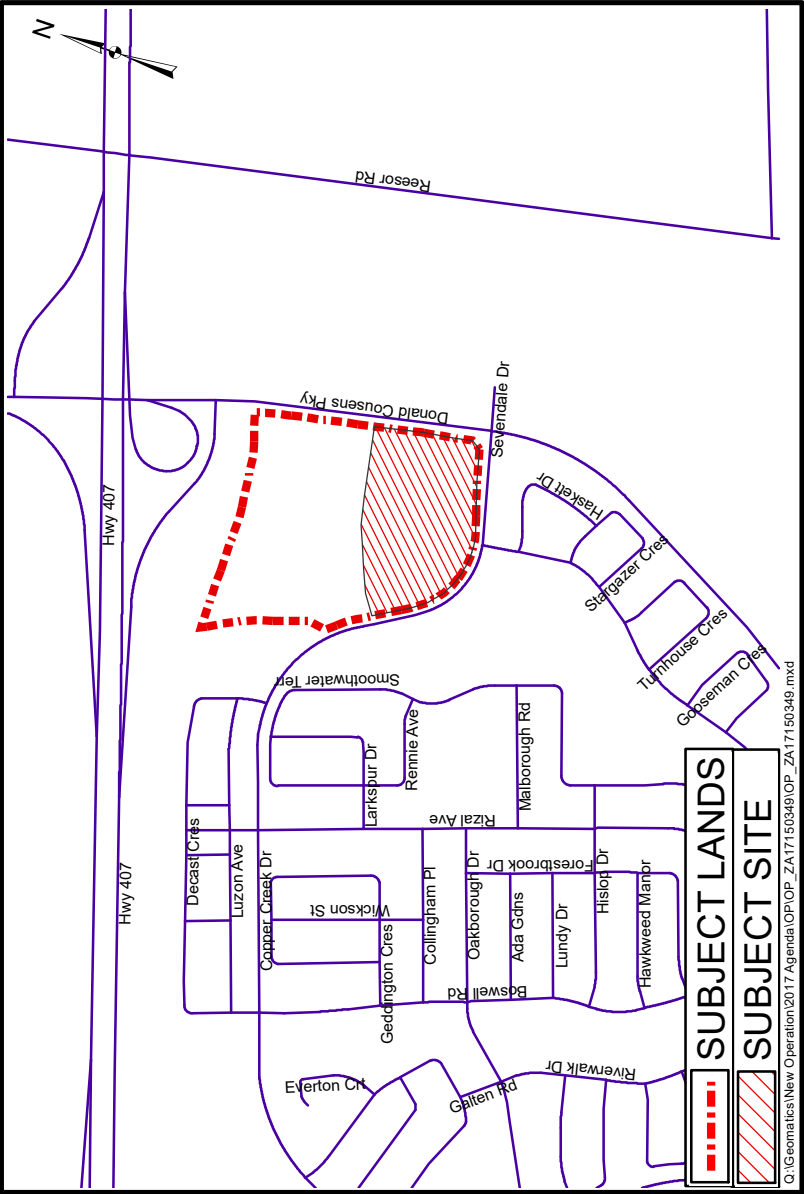 N
Reesor Rd
Hwy 407
Donald Cousens Pky
Sevendale Dr
Haskett Dr
Stargazer Cres
Turnhouse Cres
Gooseman Cres
Smoothwater Terr
Larkspur Dr
Rennie Ave
Malborough Rd
Rizal Ave
Decast Cres
Luzon Ave
Copper Creek Dr
Wickson St
Geddington Cres
Collingham Pl
Oakborough Dr
Forestbrook Dr
Ada Gdns
Lundy Dr
Hislop Dr
Hawkweed Manor
Boswell Rd
Hwy 407
Everton Crt
Galten Rd
Riverwalk Dr
SUBJECT LANDS
SUBJECT SITE
Q:\Geomatics\New Operation\2017 Agenda\OP\OP_ZA17150349\OP_ZA17150349.mxd